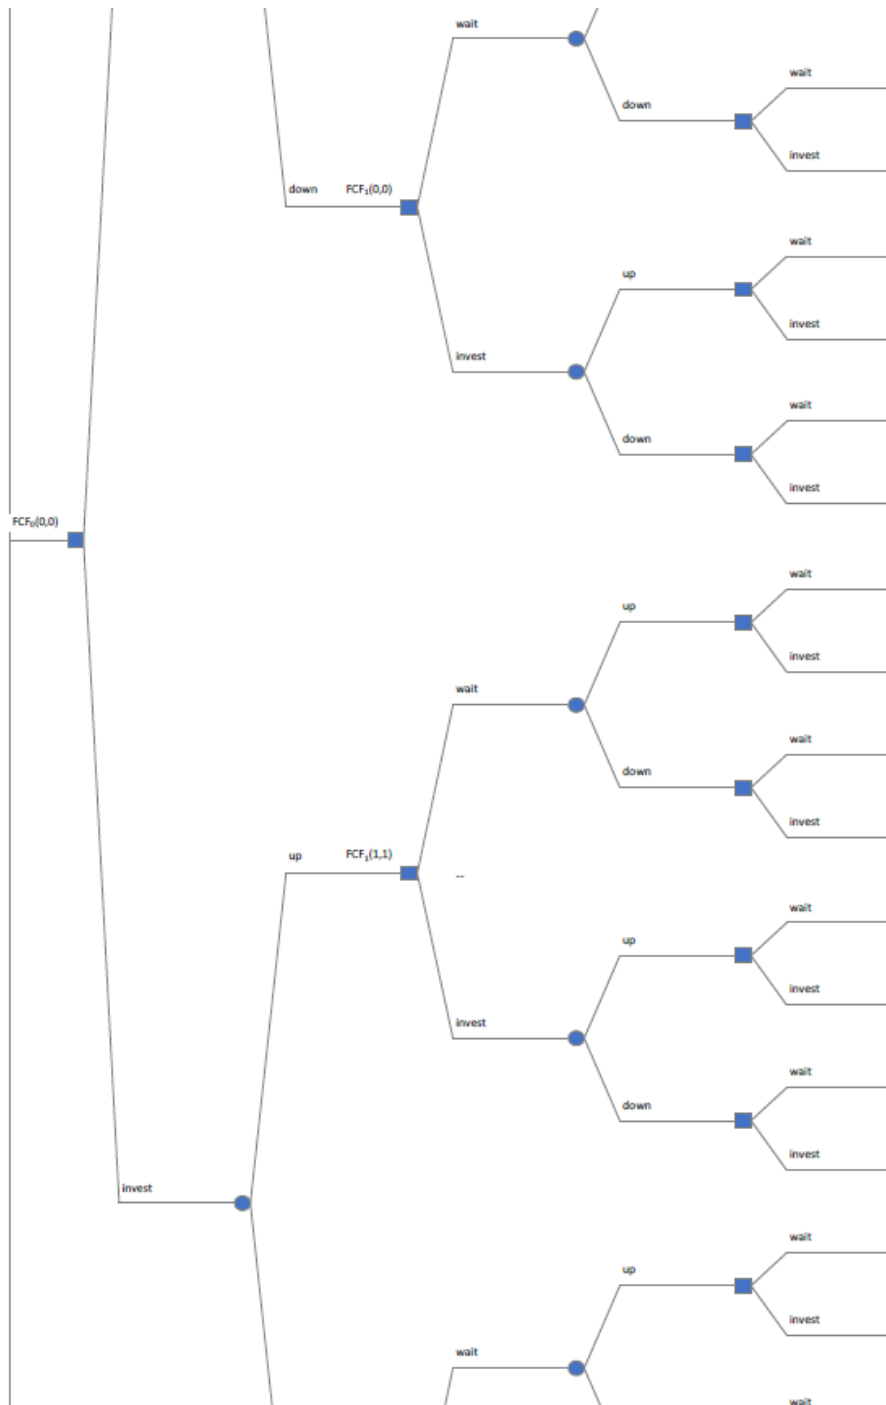 wait
wait
down
invest
down FCF₁(0,0)
wait
up
invest
invest
wait
down
invest
FCF₀(0,0)
wait
up
invest
wait
wait
down
invest
up FCF₁(1,1)
--
wait
up
invest
invest
wait
down
invest
invest
wait
up
invest
wait
wait